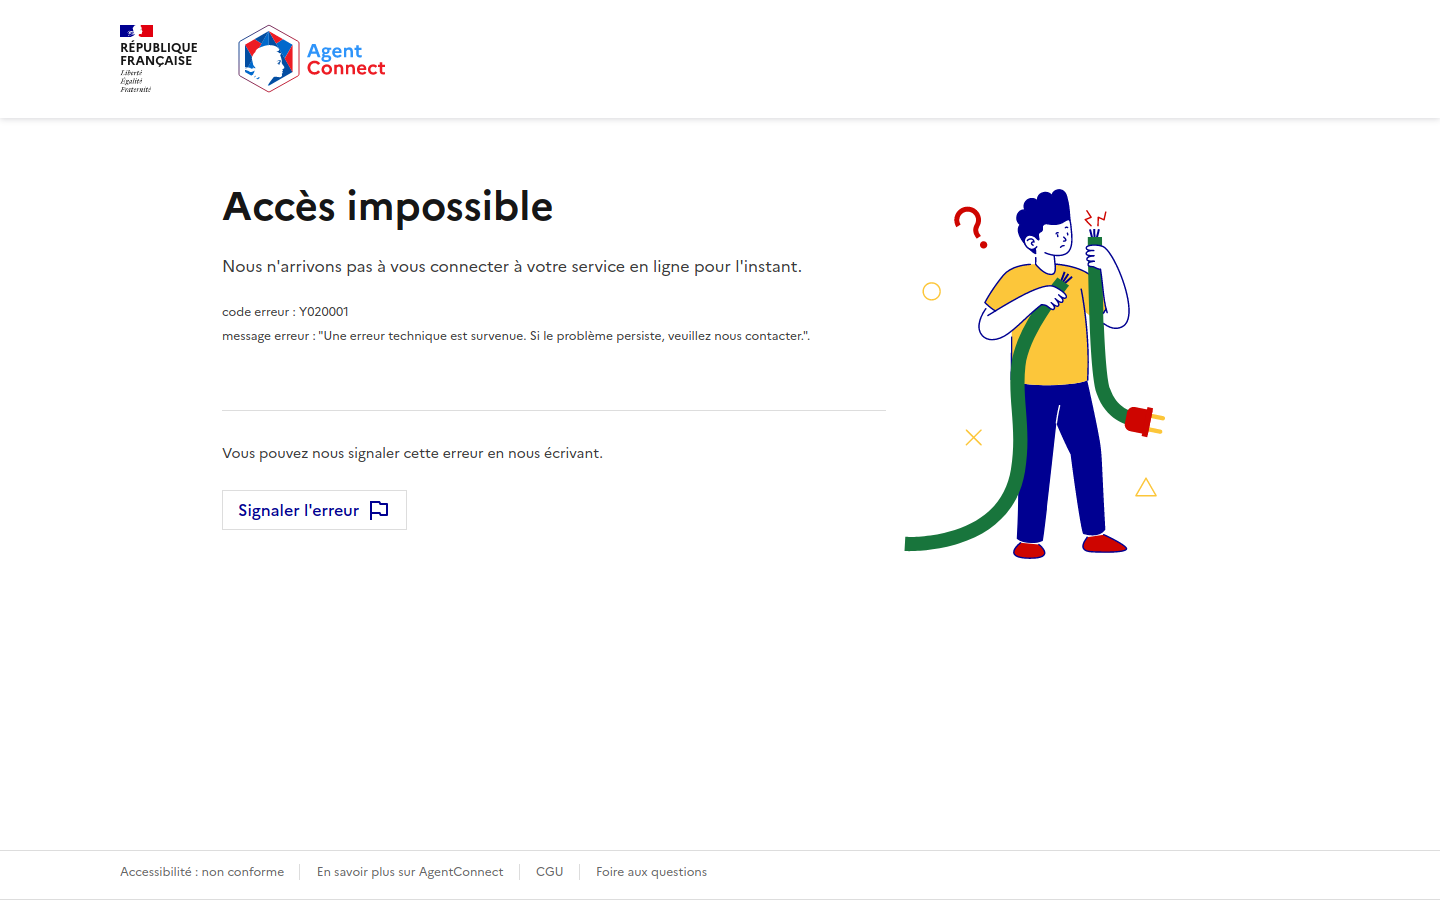 RÉPUBLIQUE
FRANÇAISE
Liberté
Égalité
Fraternité
Agent
Connect
Accès impossible
Nous n'arrivons pas à vous connecter à votre service en ligne pour l'instant.
code erreur : Y020001
message erreur : "Une erreur technique est survenue. Si le problème persiste, veuillez nous contacter.".
Vous pouvez nous signaler cette erreur en nous écrivant.
Signaler l'erreur
Accessibilité : non conforme
En savoir plus sur AgentConnect
CGU
Foire aux questions